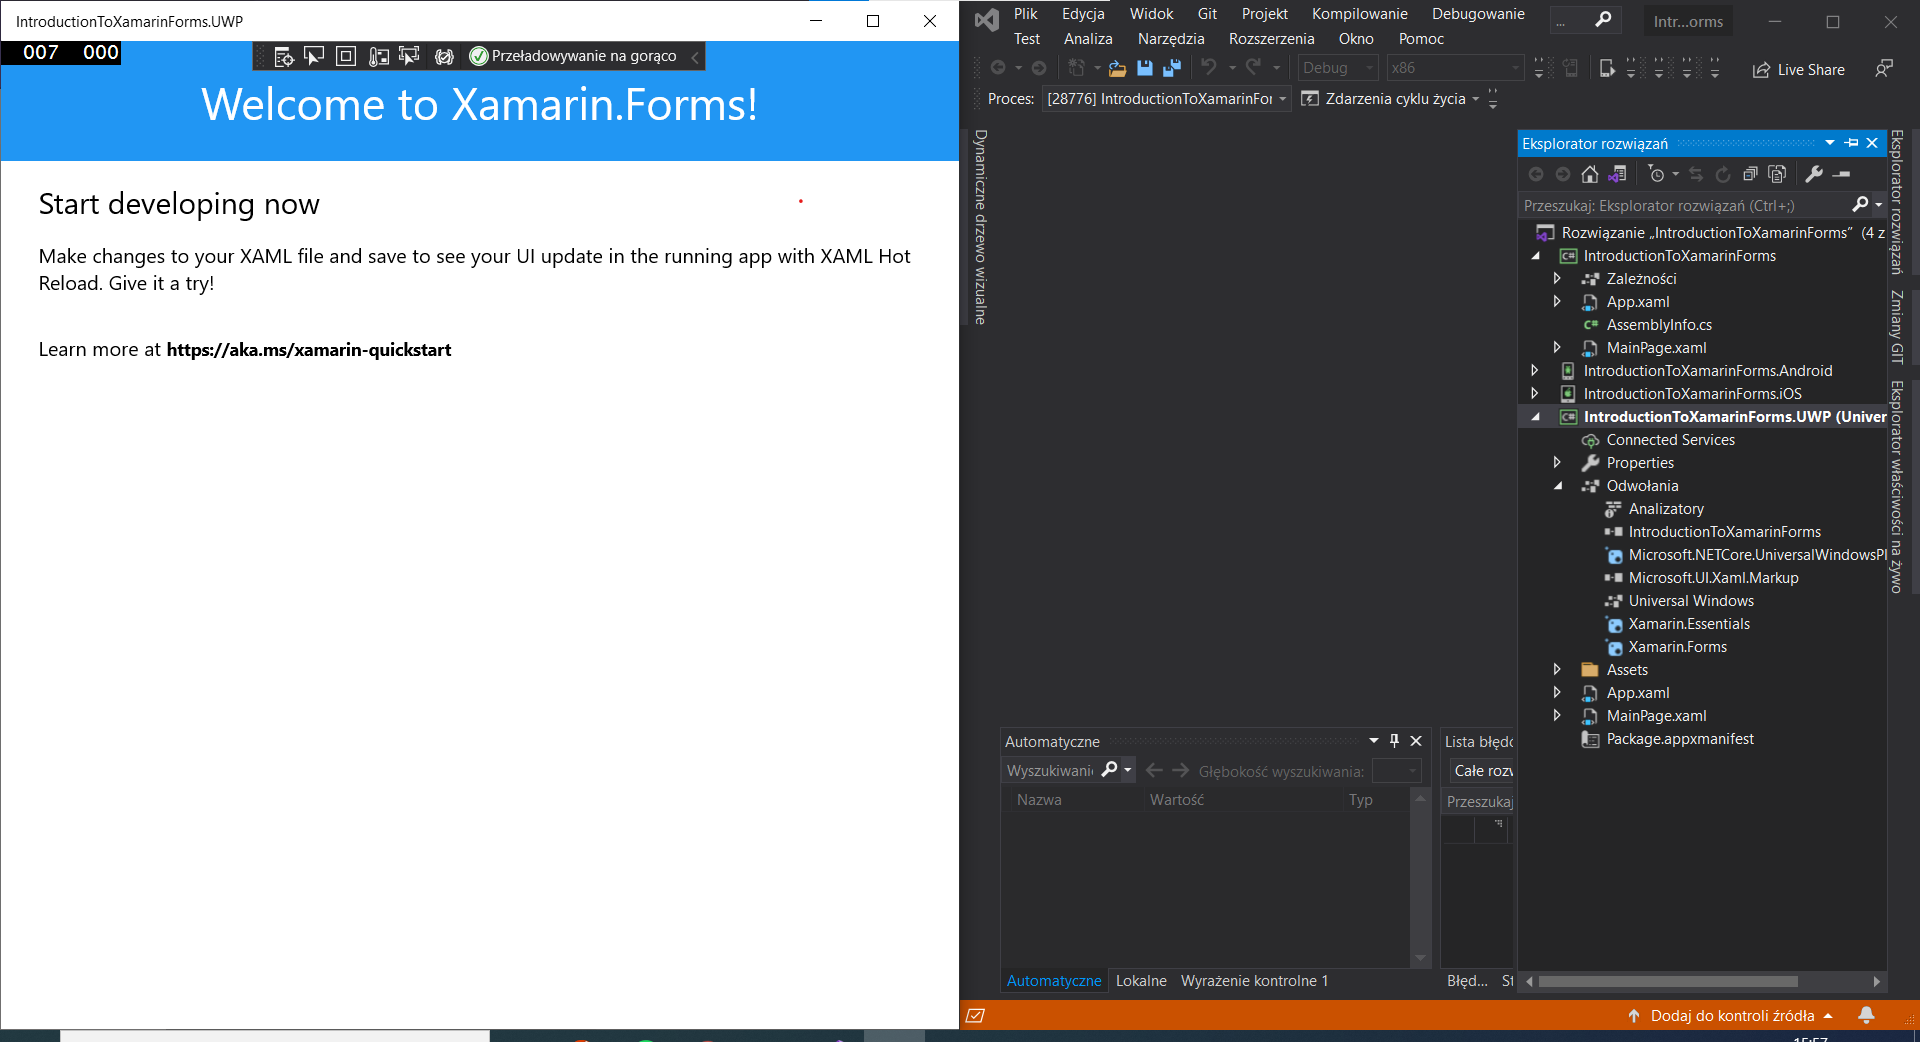 IntroductionToXamarinForms.UWP
007 000
Przeładowywanie na gorąco
Welcome to Xamarin.Forms!
Start developing now
Make changes to your XAML file and save to see your UI update in the running app with XAML Hot
Reload. Give it a try!
Learn more at https://aka.ms/xamarin-quickstart
Plik Edycja Widok Git Projekt Kompilowanie Debugowanie
... Intr...orms
Test Analiza Narzędzia Rozszerzenia Okno Pomoc
Debug x86 Live Share
Proces: [28776] IntroductionToXamarinFor Zdarzenia cyklu życia
Dynamiczne drzewo wizualne
Eksplorator rozwiązań
Przeszukaj: Eksplorator rozwiązań (Ctrl+;)
Rozwiązanie „IntroductionToXamarinForms” (4 z
IntroductionToXamarinForms
Zależności
App.xaml
AssemblyInfo.cs
MainPage.xaml
IntroductionToXamarinForms.Android
IntroductionToXamarinForms.iOS
IntroductionToXamarinForms.UWP (Univer
Connected Services
Properties
Odwołania
Analizatory
IntroductionToXamarinForms
Microsoft.NETCore.UniversalWindowsPl
Microsoft.UI.Xaml.Markup
Universal Windows
Xamarin.Essentials
Xamarin.Forms
Assets
App.xaml
MainPage.xaml
Package.appxmanifest
Eksplorator rozwiązań
Zmiany GIT
Eksplorator właściwości na żywo
Automatyczne
Wyszukiwani Głębokość wyszukiwania:
Nazwa Wartość Typ
Automatyczne Lokalne Wyrażenie kontrolne 1
Lista błędó
Całe rozw
Przeszukaj
Błęd... St
Dodaj do kontroli źródła